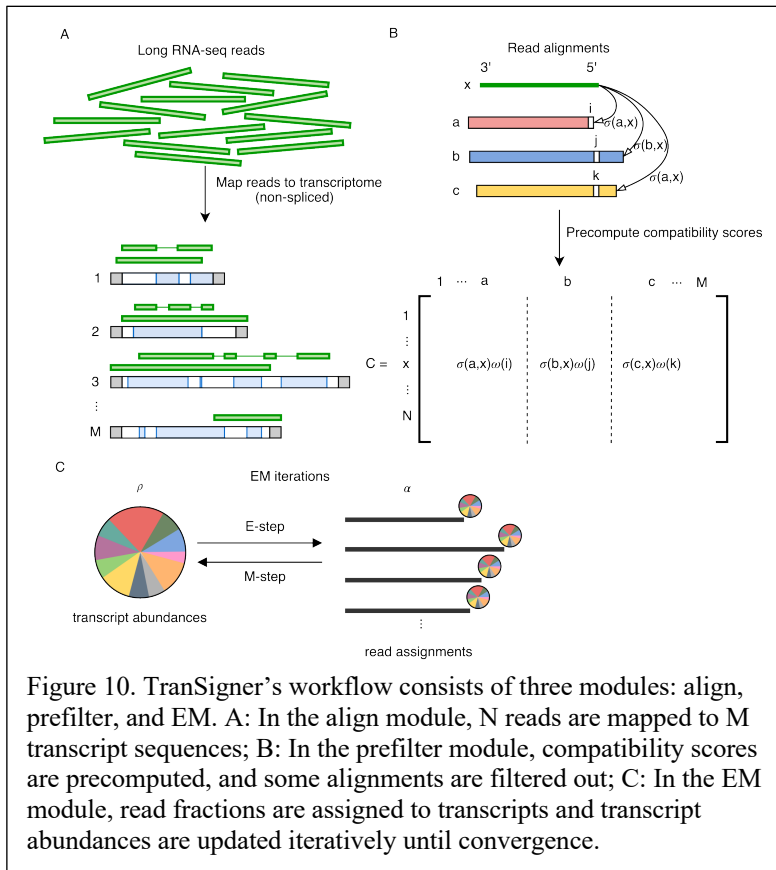 A
Long RNA-seq reads
Map reads to transcriptome
(non-spliced)
1
2
3
⋮
M
B
Read alignments
3' 5'
x
i
a σ(a,x)
j
b σ(b,x)
k
c σ(a,x)
Precompute compatibility scores
1 ··· a b c ··· M
1
⋮
C = x σ(a,x)ω(i) σ(b,x)ω(j) σ(c,x)ω(k)
⋮
N
C
EM iterations
ρ α
E-step
M-step
transcript abundances
⋮
read assignments
Figure 10. TranSigner’s workflow consists of three modules: align,
prefilter, and EM. A: In the align module, N reads are mapped to M
transcript sequences; B: In the prefilter module, compatibility scores
are precomputed, and some alignments are filtered out; C: In the EM
module, read fractions are assigned to transcripts and transcript
abundances are updated iteratively until convergence.